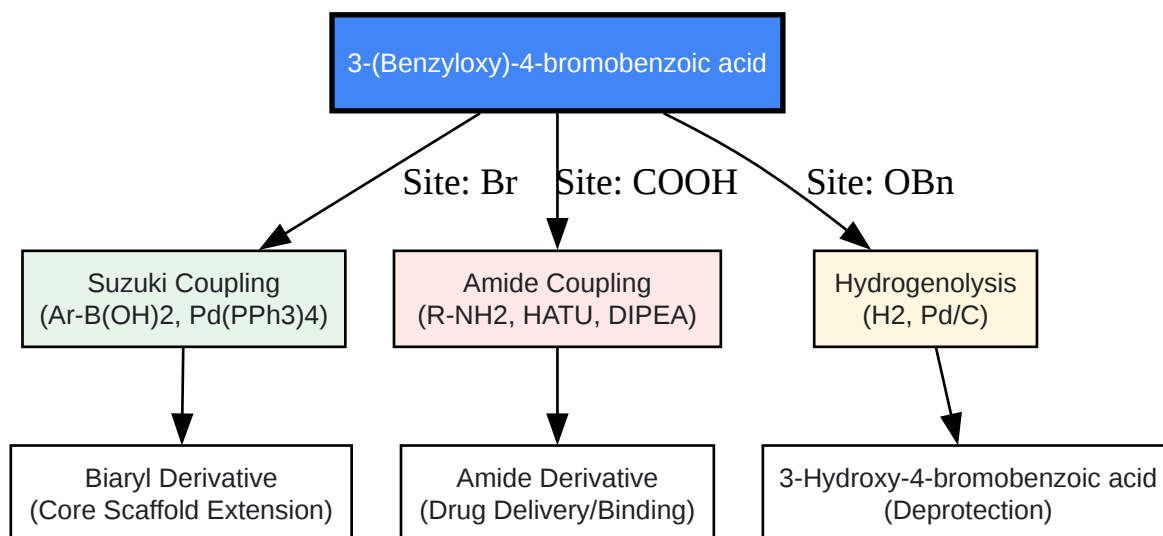 3-(Benzyloxy)-4-bromobenzoic acid
Site: Br
Site: COOH
Site: OBn
Suzuki Coupling
(Ar-B(OH)2, Pd(PPh3)4)
Amide Coupling
(R-NH2, HATU, DIPEA)
Hydrogenolysis
(H2, Pd/C)
Biaryl Derivative
(Core Scaffold Extension)
Amide Derivative
(Drug Delivery/Binding)
3-Hydroxy-4-bromobenzoic acid
(Deprotection)